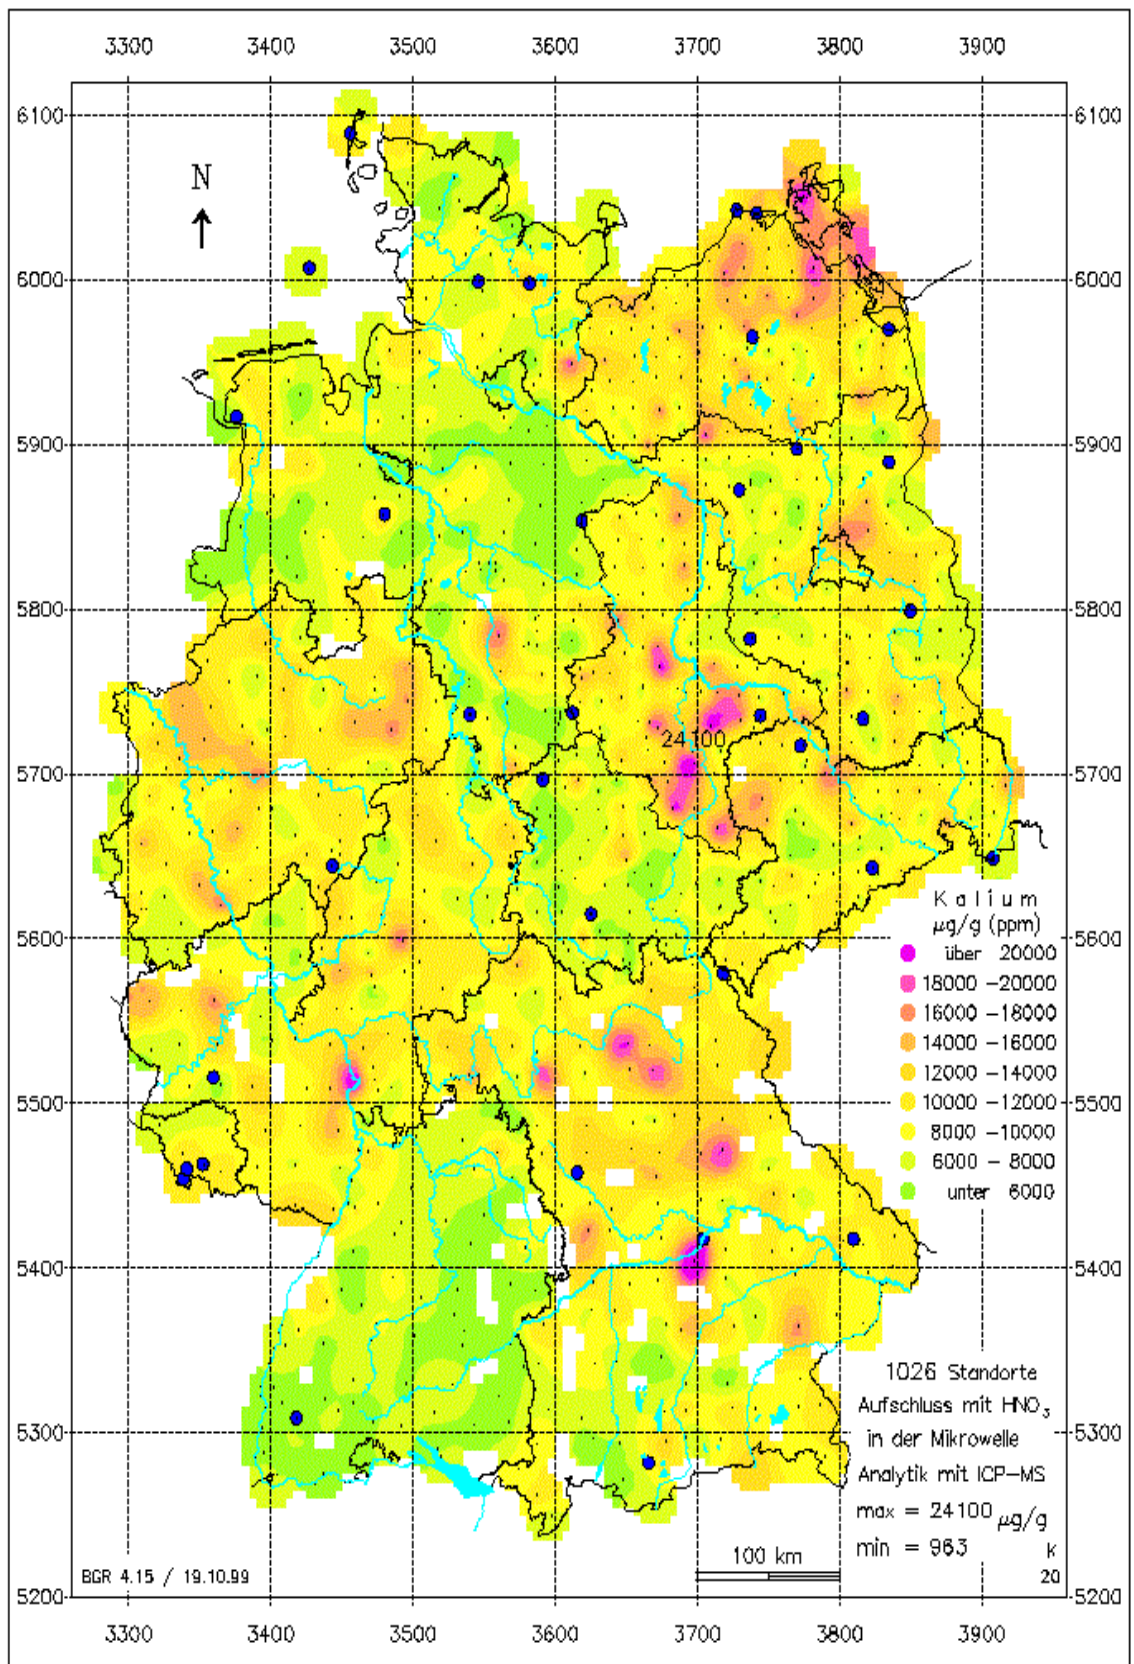 3300 3400 3500 3600 3700 3800 3900
6100 6100
N
6000 6000
5900 5900
5800 5800
24100
5700 5700
Kalium
µg/g (ppm)
5600 5600
über 20000
18000 -20000
16000 -18000
14000 -16000
12000 -14000
10000 -12000
5500 5500
8000 -10000
6000 - 8000
unter 6000
5400 5400
1026 Standorte
Aufschluss mit HNO3
5300 in der Mikrowelle 5300
Analytik mit ICP-MS
max = 24100 µg/g
min = 963 K
100 km
BGR 4.15 / 19.10.99 20
5200 5200
3300 3400 3500 3600 3700 3800 3900